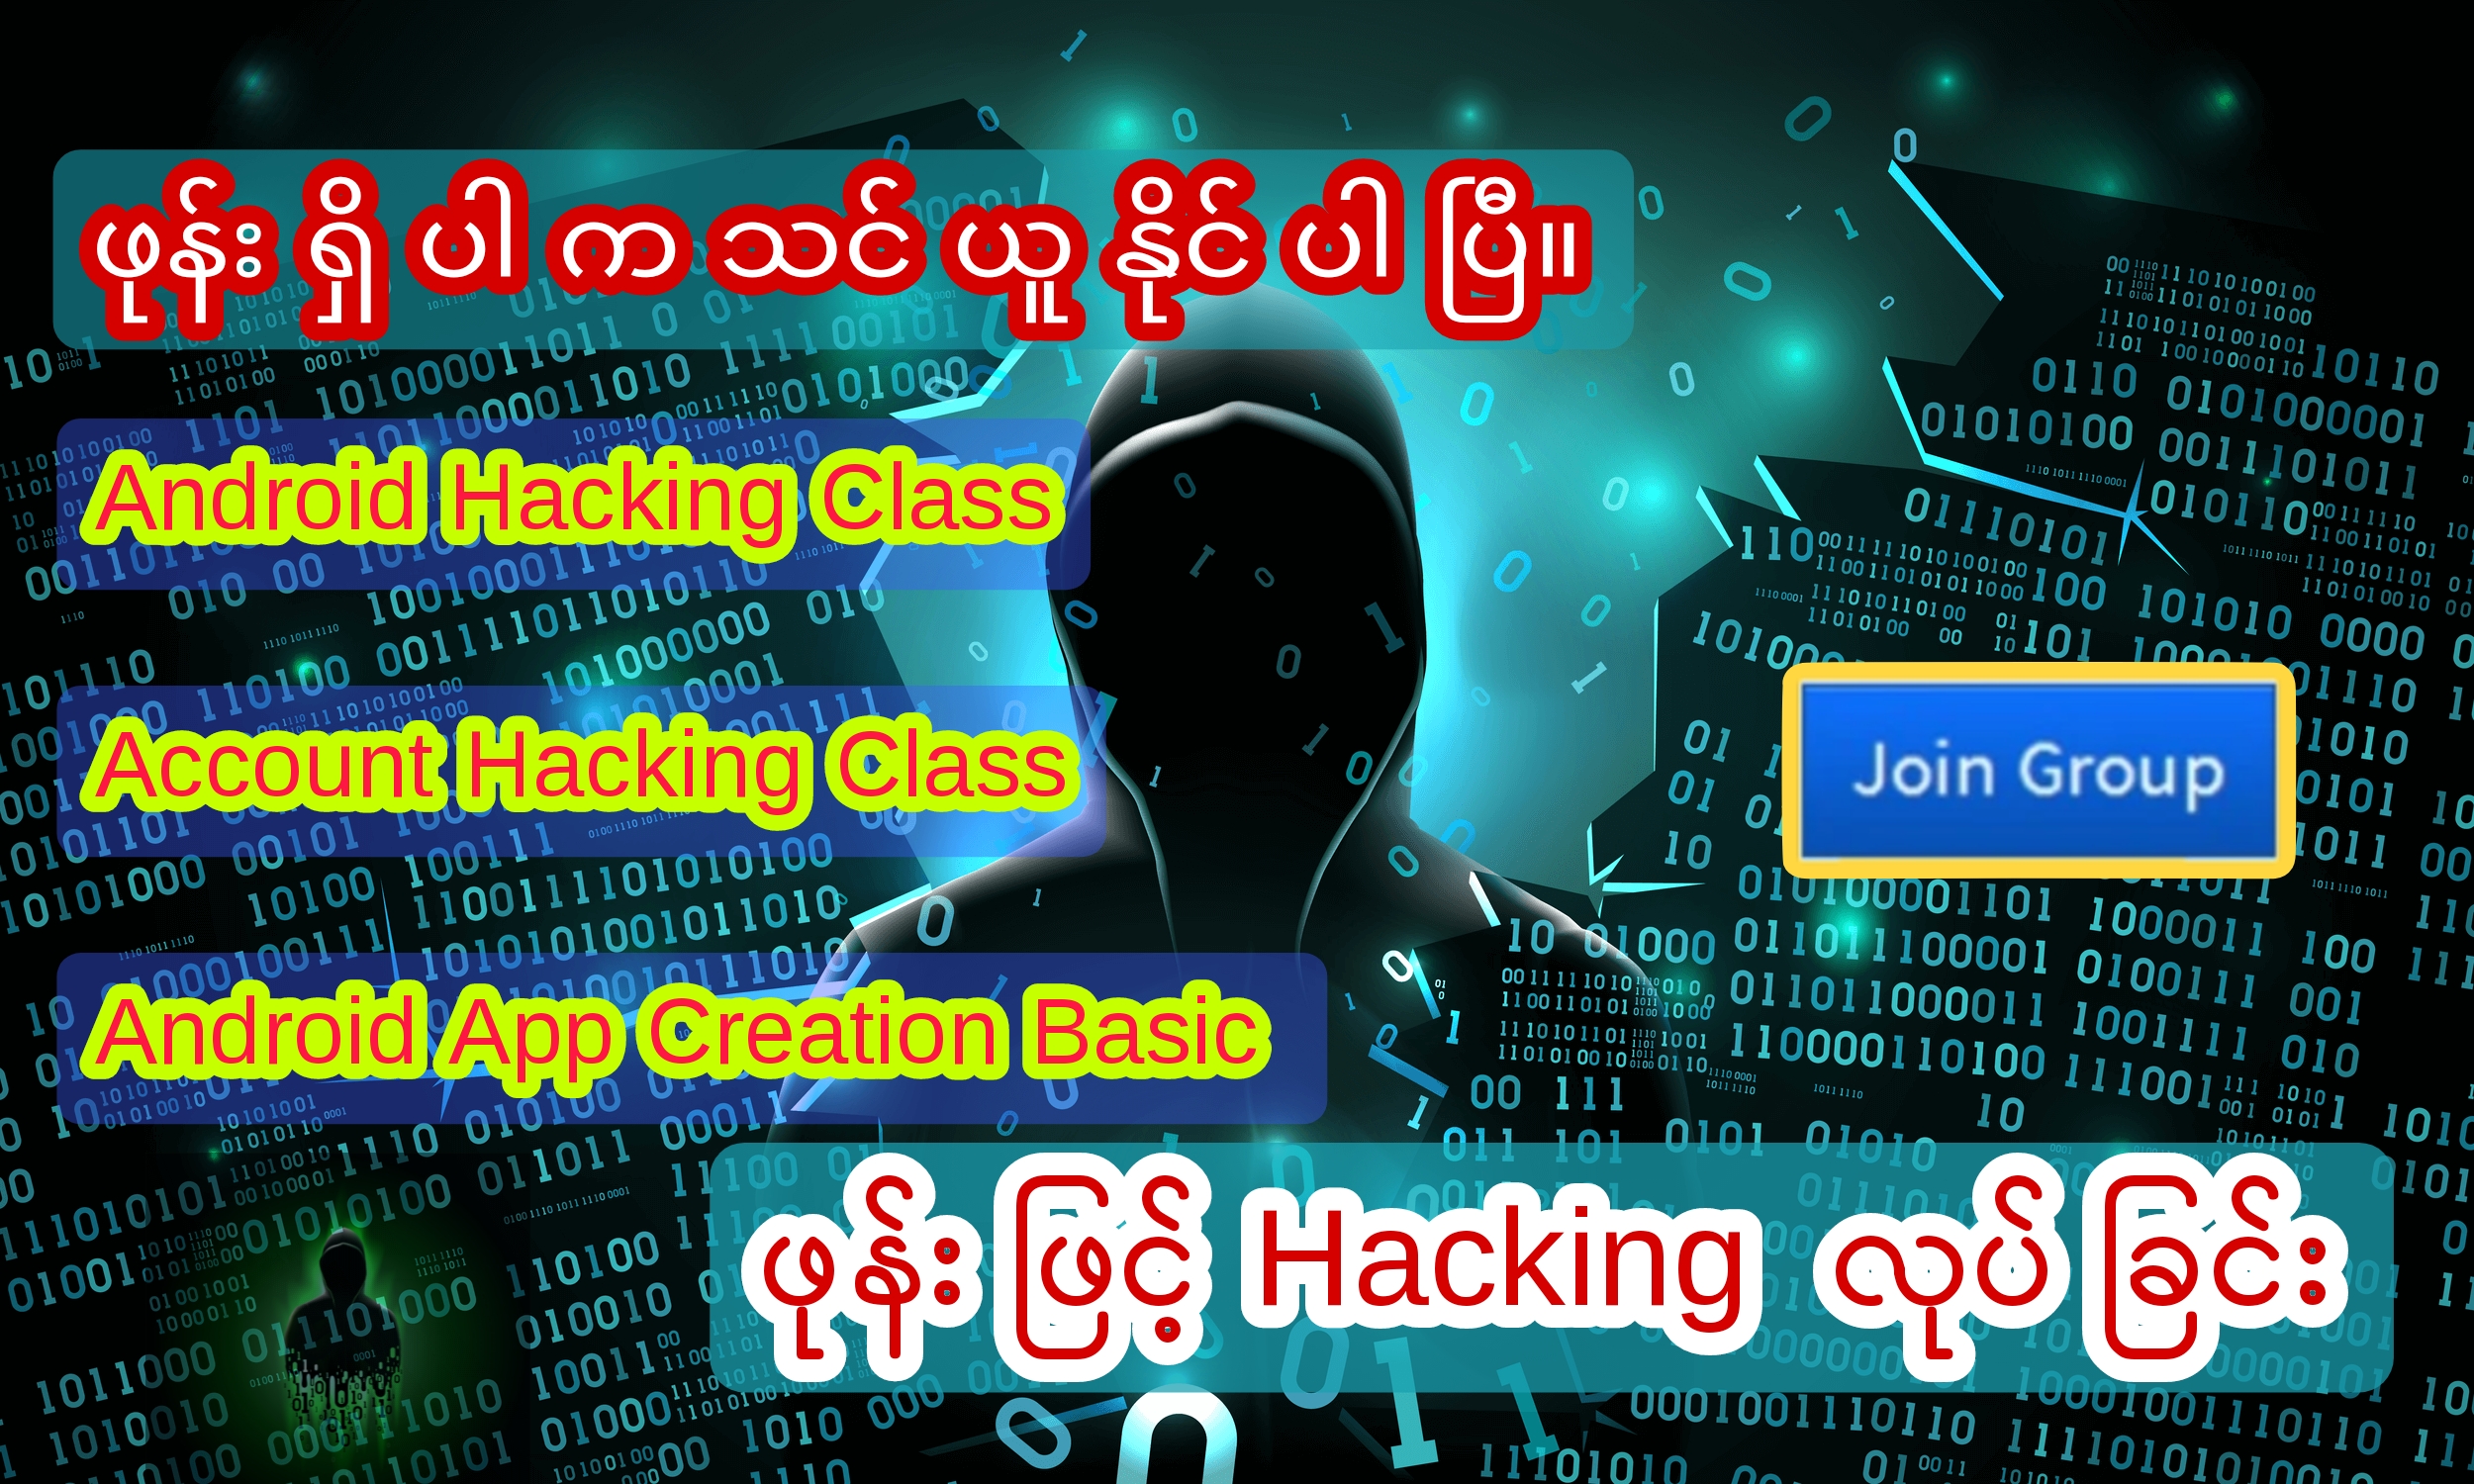 ဖုန်း ရှိ ပါ က သင် ယူ နိုင် ပါ ပြီ။
Android Hacking Class
Account Hacking Class
Join Group
Android App Creation Basic
ဖုန်း ဖြင့် Hacking လုပ် ခြင်း